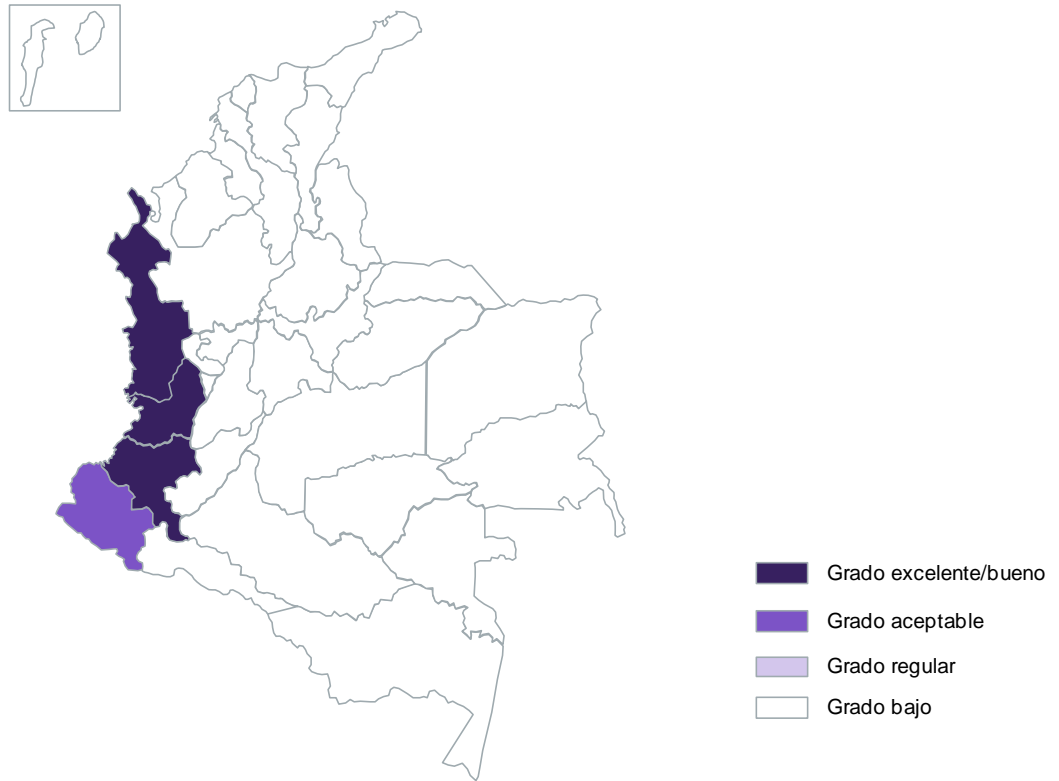 Grado excelente/bueno
Grado aceptable
Grado regular
Grado bajo